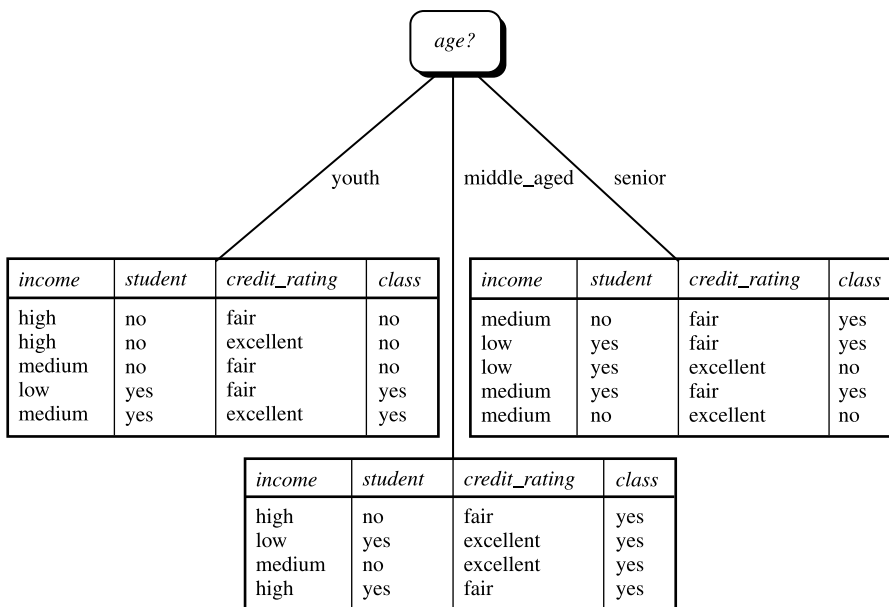 age?
youth
middle_aged
senior
income student credit_rating class
high no fair no
high no excellent no
medium no fair no
low yes fair yes
medium yes excellent yes
income student credit_rating class
medium no fair yes
low yes fair yes
low yes excellent no
medium yes fair yes
medium no excellent no
income student credit_rating class
high no fair yes
low yes excellent yes
medium no excellent yes
high yes fair yes